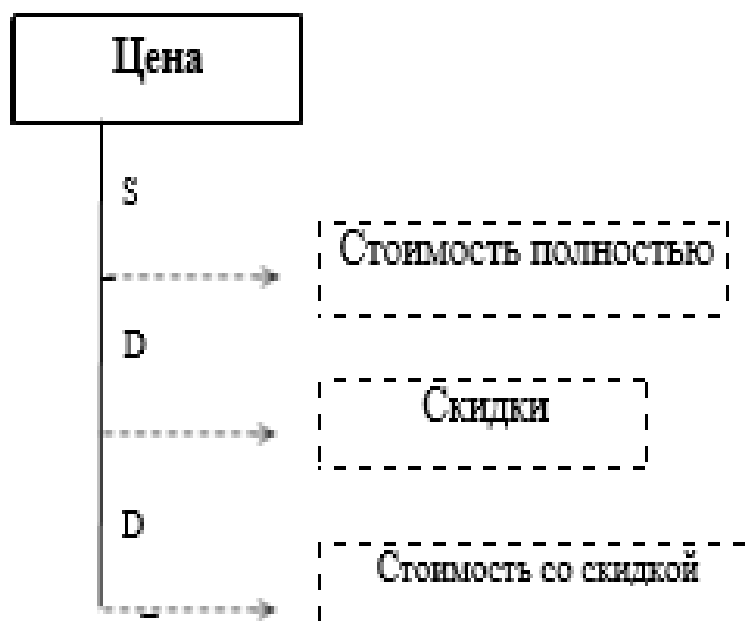 Цена
S
Стоимость полностью
D
Скидки
D
Стоимость со скидкой